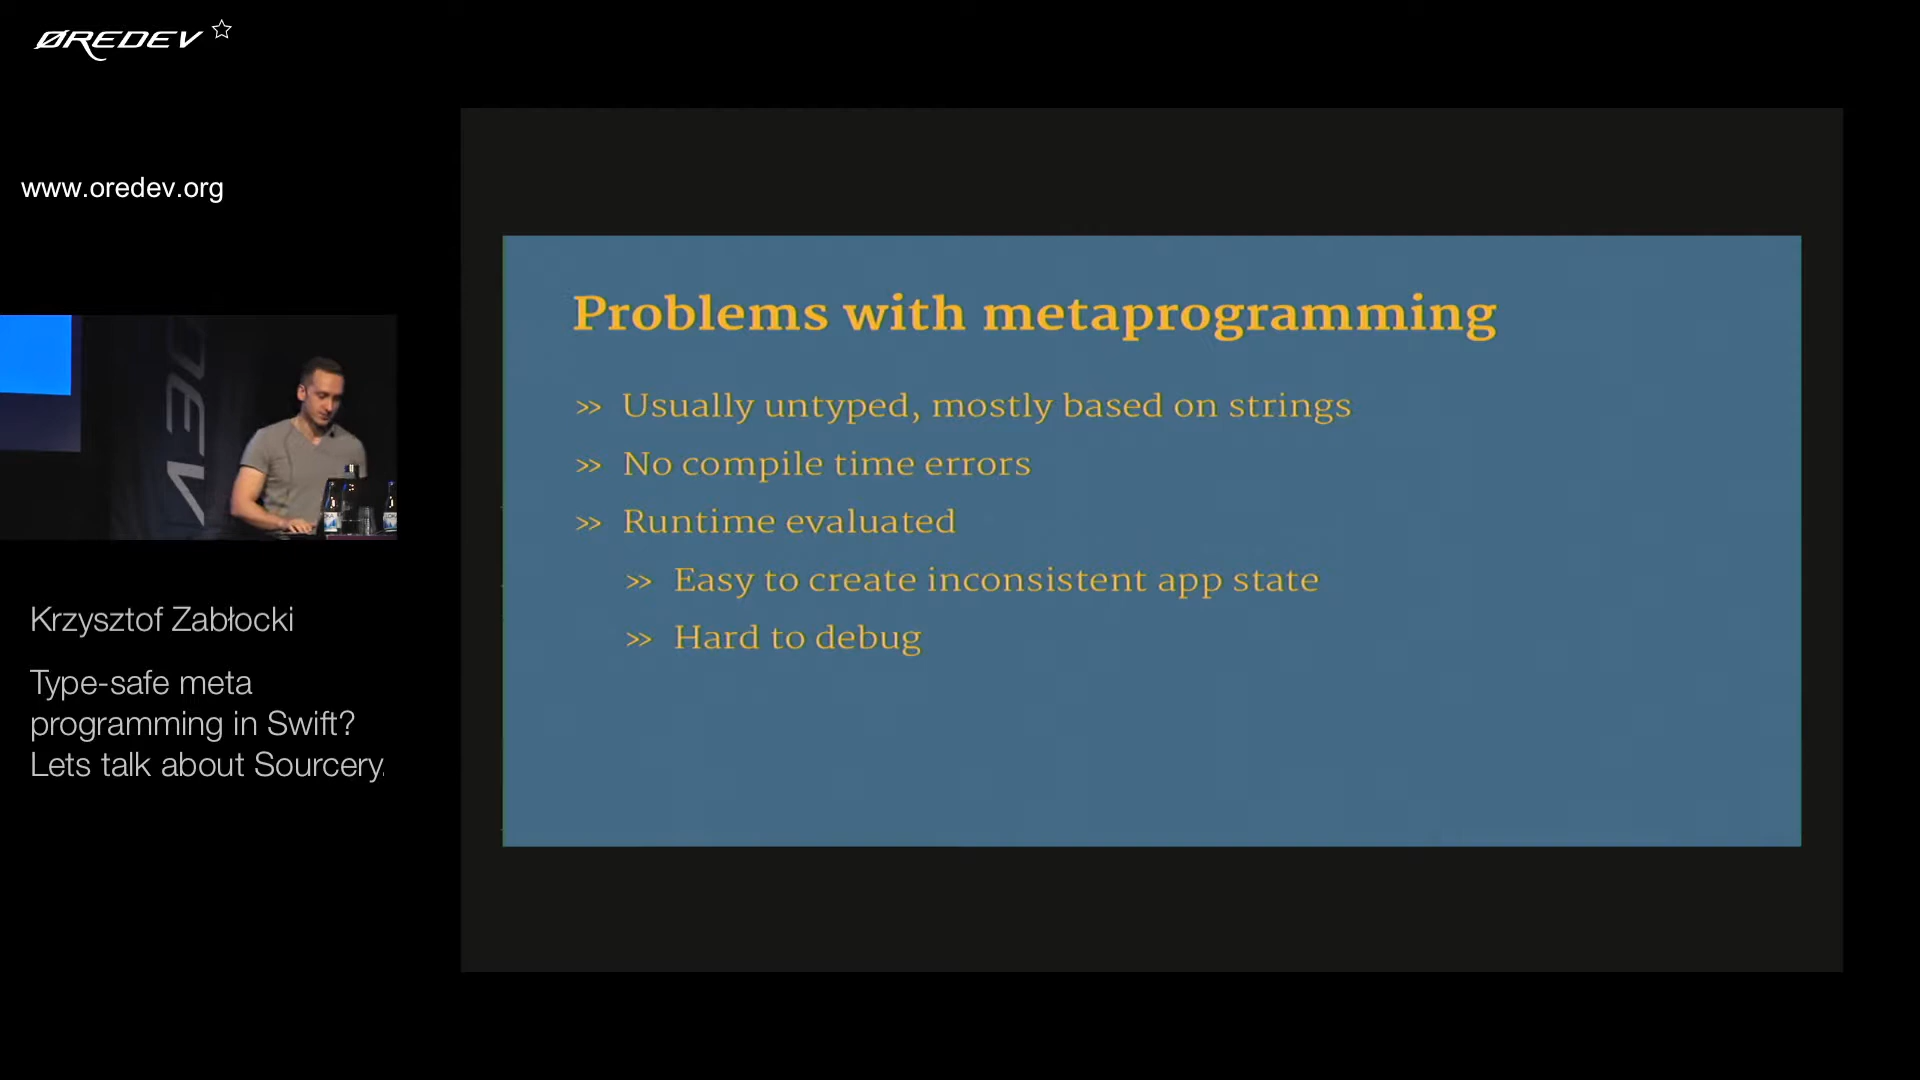 ØREDEV
www.oredev.org
Problems with metaprogramming
>> Usually untyped, mostly based on strings
>> No compile time errors
>> Runtime evaluated
>> Easy to create inconsistent app state
>> Hard to debug
Krzysztof Zabłocki
Type-safe meta
programming in Swift?
Lets talk about Sourcery.